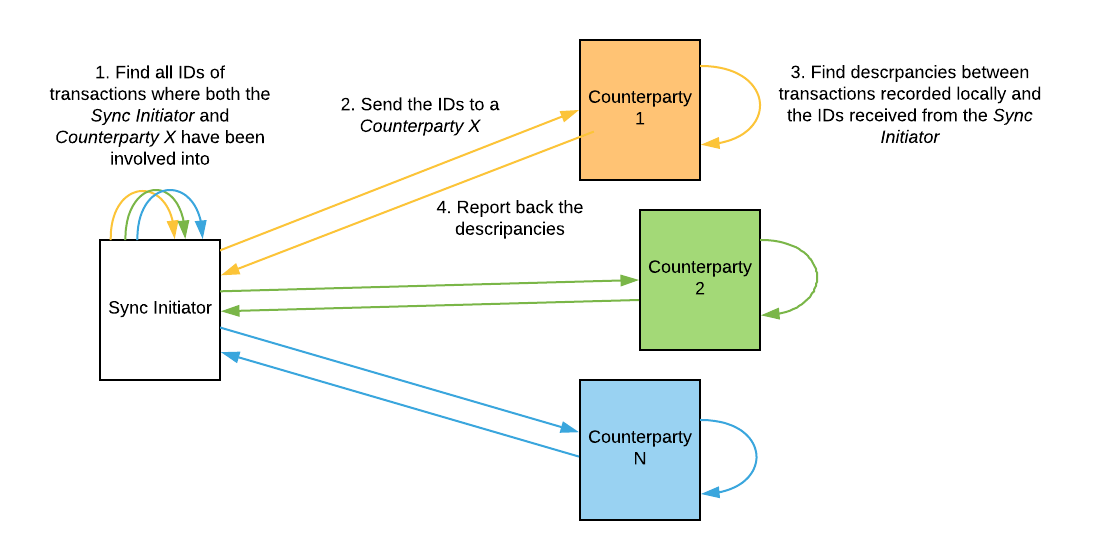 1. Find all IDs of
transactions where both the
Sync Initiator and
Counterparty X have been
involved into
2. Send the IDs to a
Counterparty X
Counterparty
1
3. Find descrpancies between
transactions recorded locally and
the IDs received from the Sync
Initiator
4. Report back the
descripancies
Sync Initiator
Counterparty
2
Counterparty
N